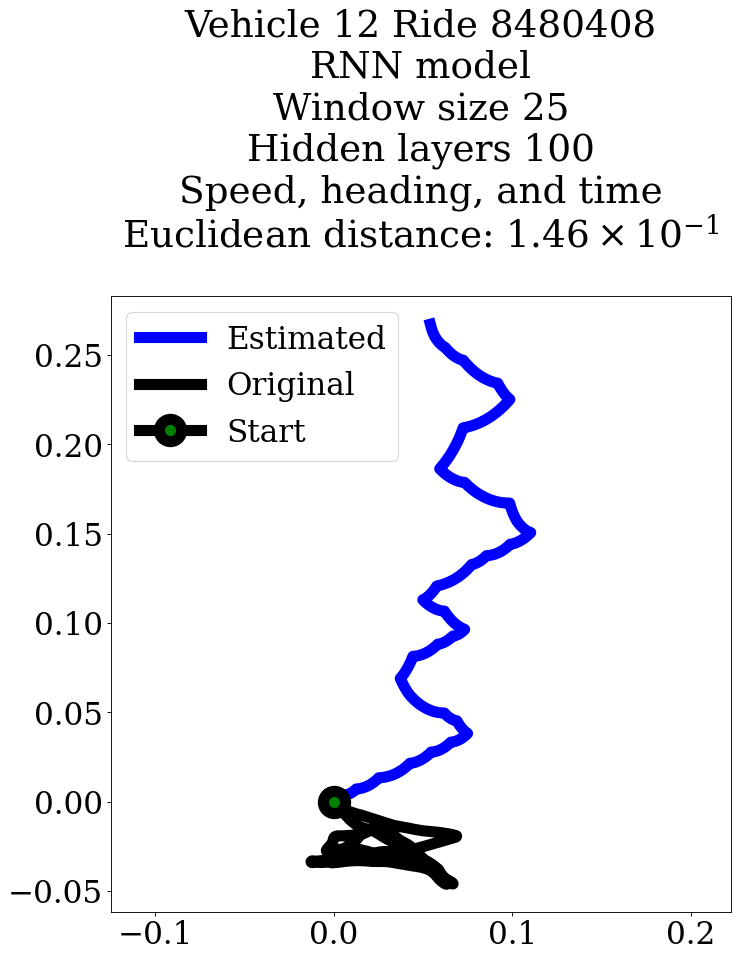 Vehicle 12 Ride 8480408
RNN model
Window size 25
Hidden layers 100
Speed, heading, and time
Euclidean distance: 1.46 × 10⁻¹
Estimated
Original
Start
0.25
0.20
0.15
0.10
0.05
0.00
−0.05
−0.1 0.0 0.1 0.2